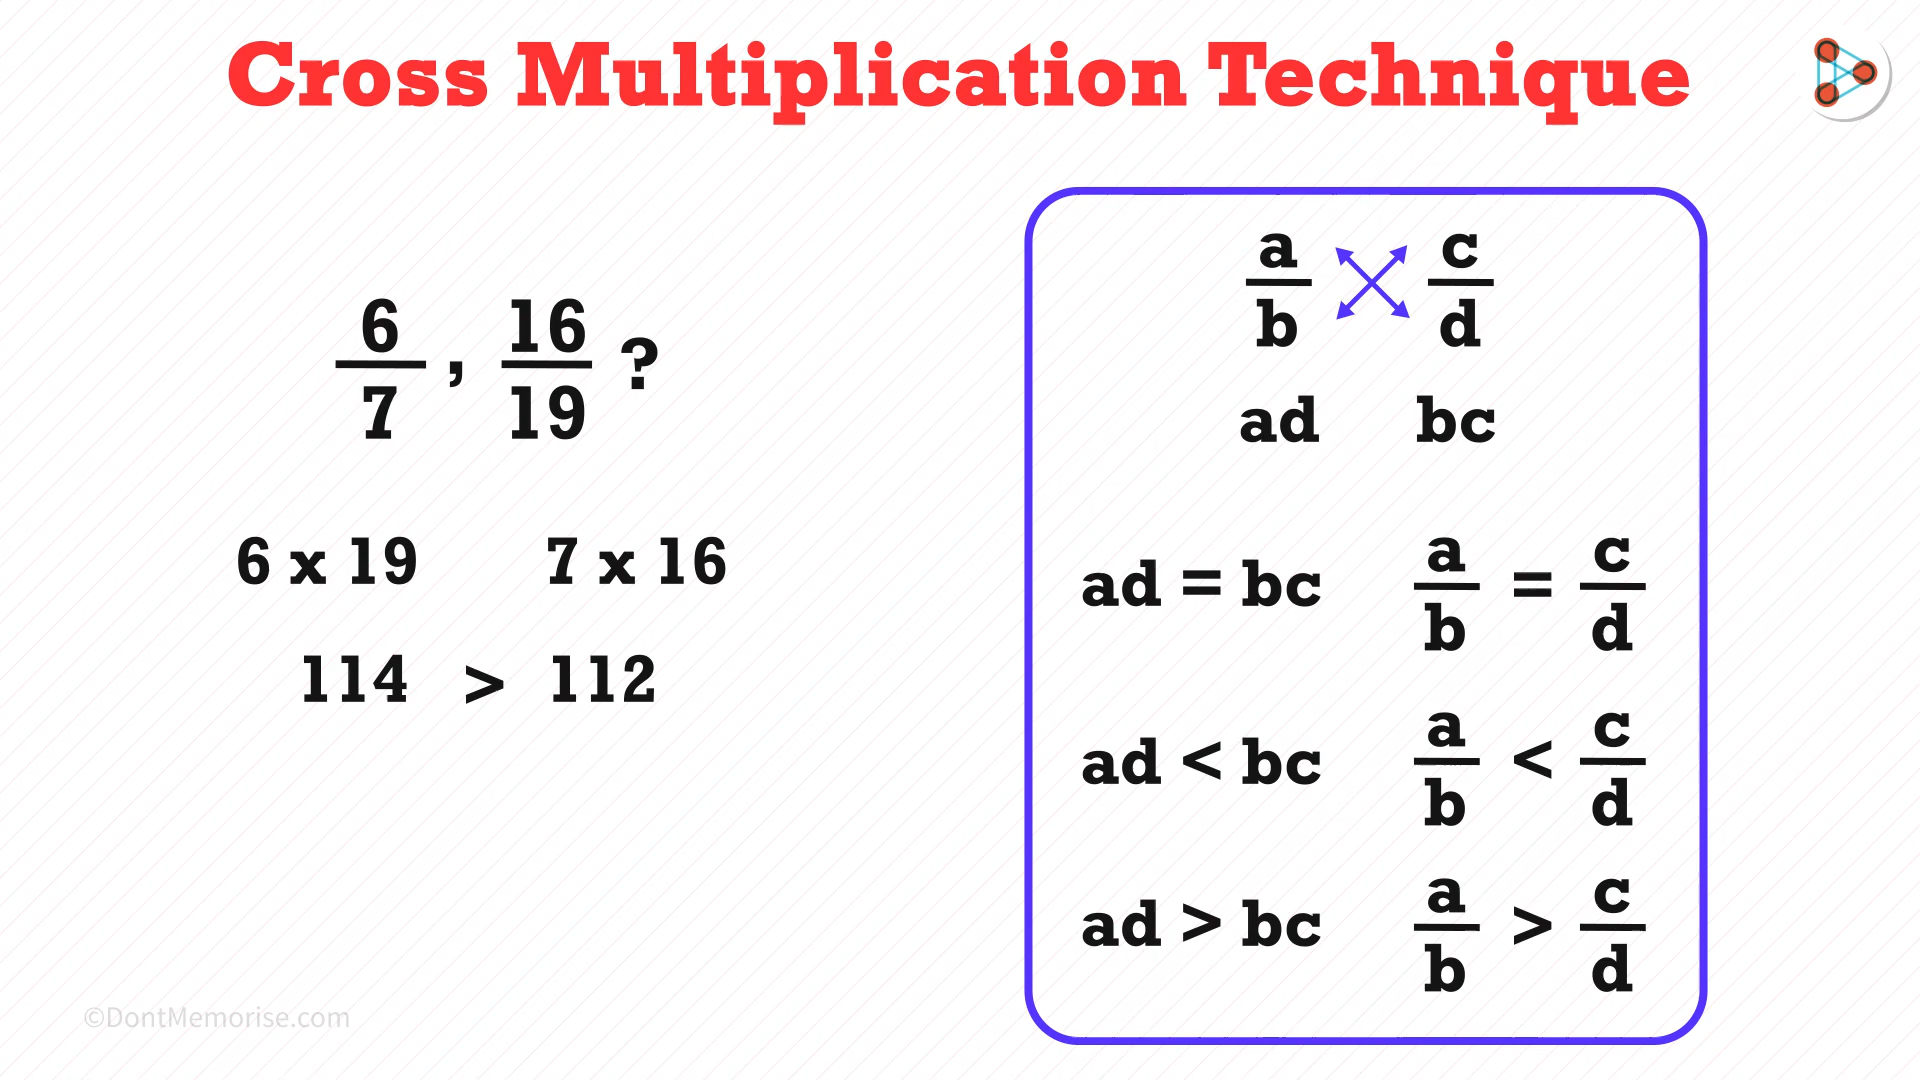 Cross Multiplication Technique
6/7 , 16/19 ?
6 x 19 7 x 16
114 > 112
a/b c/d
ad bc
ad = bc a/b = c/d
ad < bc a/b < c/d
ad > bc a/b > c/d
©DontMemorise.com